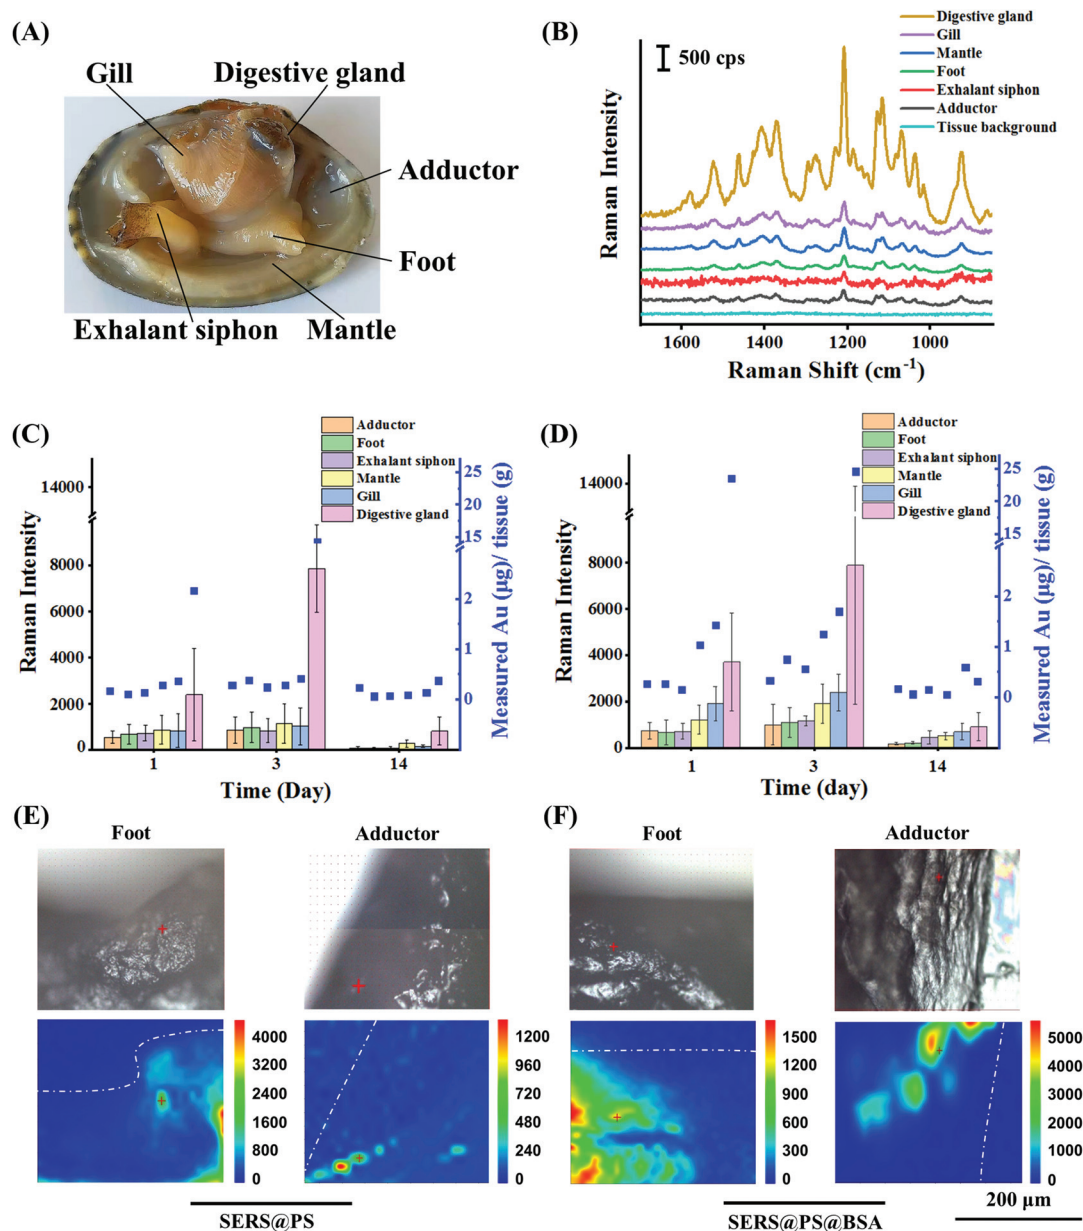 (A)
Gill
Digestive gland
Adductor
Foot
Exhalant siphon
Mantle
(B)
500 cps
Digestive gland
Gill
Mantle
Foot
Exhalant siphon
Adductor
Tissue background
Raman Intensity
1600
1400
1200
1000
Raman Shift (cm⁻¹)
(C)
Adductor
Foot
Exhalant siphon
Mantle
Gill
Digestive gland
Raman Intensity
14000
8000
6000
4000
2000
0
25
20
15
2
1
0
Measured Au (μg)/ tissue (g)
1
3
14
Time (Day)
(D)
Adductor
Foot
Exhalant siphon
Mantle
Gill
Digestive gland
Raman Intensity
14000
8000
6000
4000
2000
0
25
20
15
2
1
0
Measured Au (μg)/ tissue (g)
1
3
14
Time (day)
(E)
Foot
Adductor
4000
3200
2400
1600
800
0
1200
960
720
480
240
0
SERS@PS
(F)
Foot
Adductor
1500
1200
900
600
300
0
5000
4000
3000
2000
1000
0
SERS@PS@BSA
200 μm